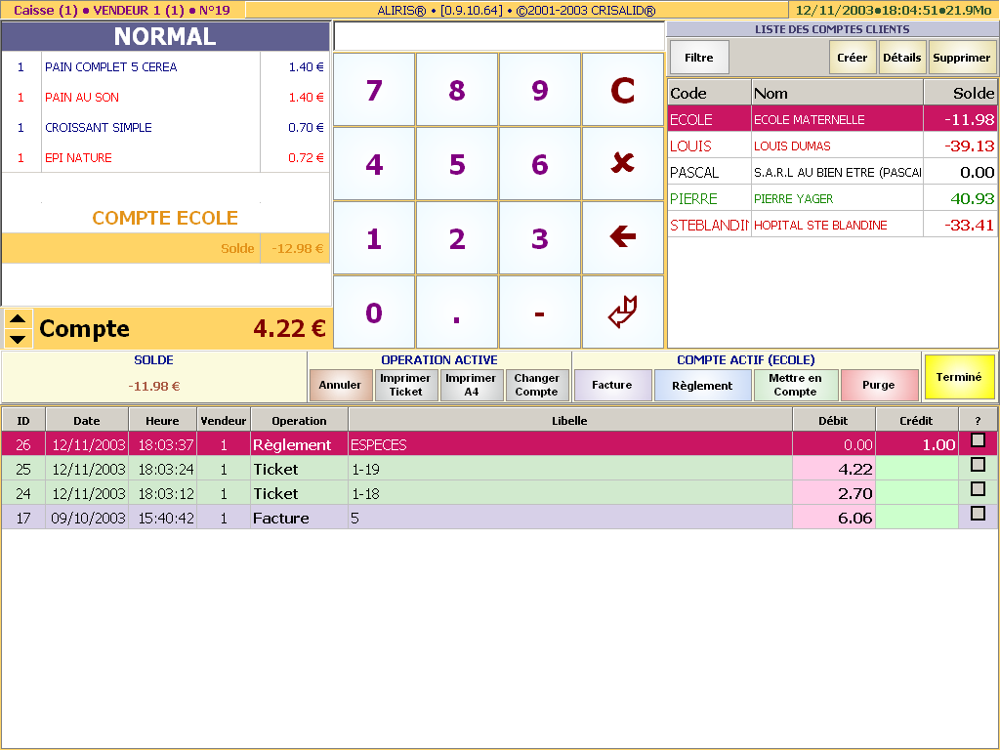 Caisse (1) ● VENDEUR 1 (1) ● N°19
ALIRIS® • [0.9.10.64] • ©2001-2003 CRISALID®
12/11/2003●18:04:51●21.9Mo
NORMAL
1 PAIN COMPLET 5 CEREA 1.40 €
1 PAIN AU SON 1.40 €
1 CROISSANT SIMPLE 0.70 €
1 EPI NATURE 0.72 €
COMPTE ECOLE
Solde -12.98 €
Compte 4.22 €
7 8 9 C
4 5 6 ✘
1 2 3 ←
0 . -
LISTE DES COMPTES CLIENTS
Filtre Créer Détails Supprimer
Code Nom Solde
ECOLE ECOLE MATERNELLE -11.98
LOUIS LOUIS DUMAS -39.13
PASCAL S.A.R.L AU BIEN ETRE (PASCAL 0.00
PIERRE PIERRE YAGER 40.93
STEBLANDIN HOPITAL STE BLANDINE -33.41
SOLDE
-11.98 €
OPERATION ACTIVE
Annuler
Imprimer
Ticket
Imprimer
A4
Changer
Compte
COMPTE ACTIF (ECOLE)
Facture
Règlement
Mettre en
Compte
Purge
Terminé
ID Date Heure Vendeur Operation Libelle Débit Crédit ?
26 12/11/2003 18:03:37 1 Règlement ESPECES 0.00 1.00
25 12/11/2003 18:03:24 1 Ticket 1-19 4.22
24 12/11/2003 18:03:12 1 Ticket 1-18 2.70
17 09/10/2003 15:40:42 1 Facture 5 6.06